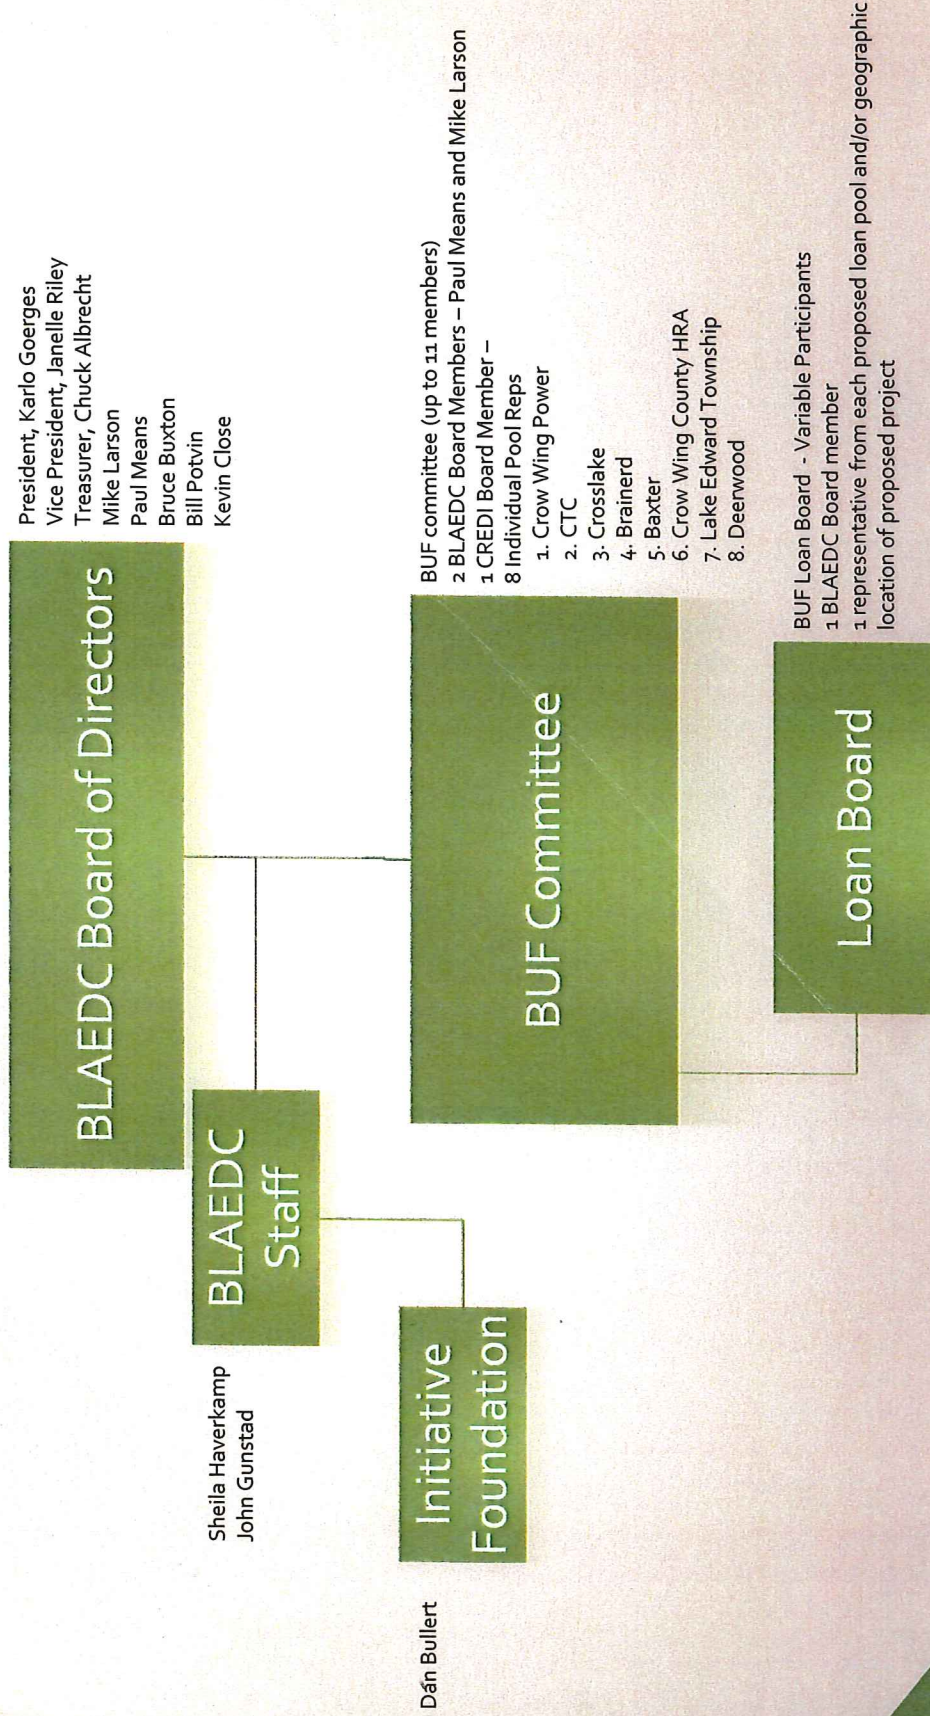 BLAEDC Board of Directors
President, Karlo Goerges
Vice President, Janelle Riley
Treasurer, Chuck Albrecht
Mike Larson
Paul Means
Bruce Buxton
Bill Potvin
Kevin Close
Sheila Haverkamp
John Gunstad
BLAEDC
Staff
Dan Bullert
Initiative
Foundation
BUF Committee
BUF committee (up to 11 members)
2 BLAEDC Board Members – Paul Means and Mike Larson
1 CREDI Board Member –
8 Individual Pool Reps
1. Crow Wing Power
2. CTC
3. Crosslake
4. Brainerd
5. Baxter
6. Crow Wing County HRA
7. Lake Edward Township
8. Deerwood
Loan Board
BUF Loan Board - Variable Participants
1 BLAEDC Board member
1 representative from each proposed loan pool and/or geographic
location of proposed project